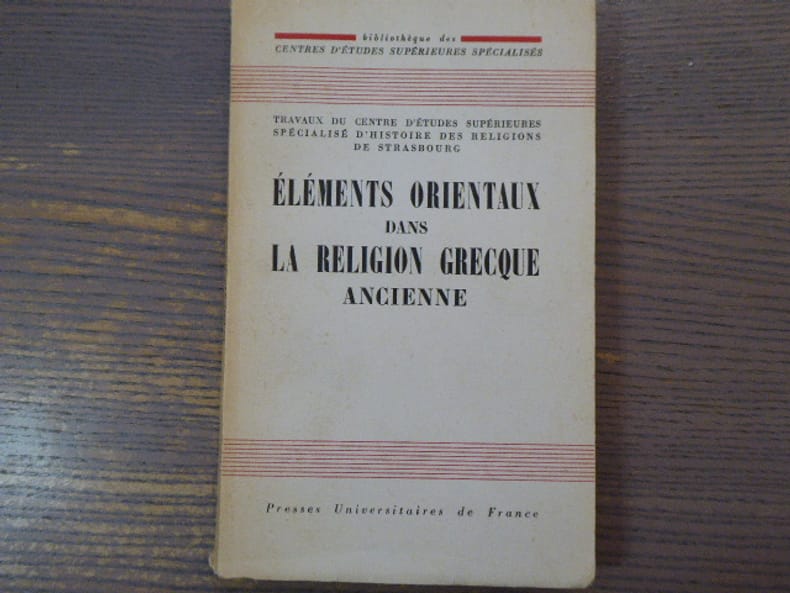 bibliothèque des
CENTRES D'ÉTUDES SUPÉRIEURES SPÉCIALISÉS
TRAVAUX DU CENTRE D'ÉTUDES SUPÉRIEURES
SPÉCIALISÉ D'HISTOIRE DES RELIGIONS
DE STRASBOURG
ÉLÉMENTS ORIENTAUX
DANS
LA RELIGION GRECQUE
ANCIENNE
Presses Universitaires de France